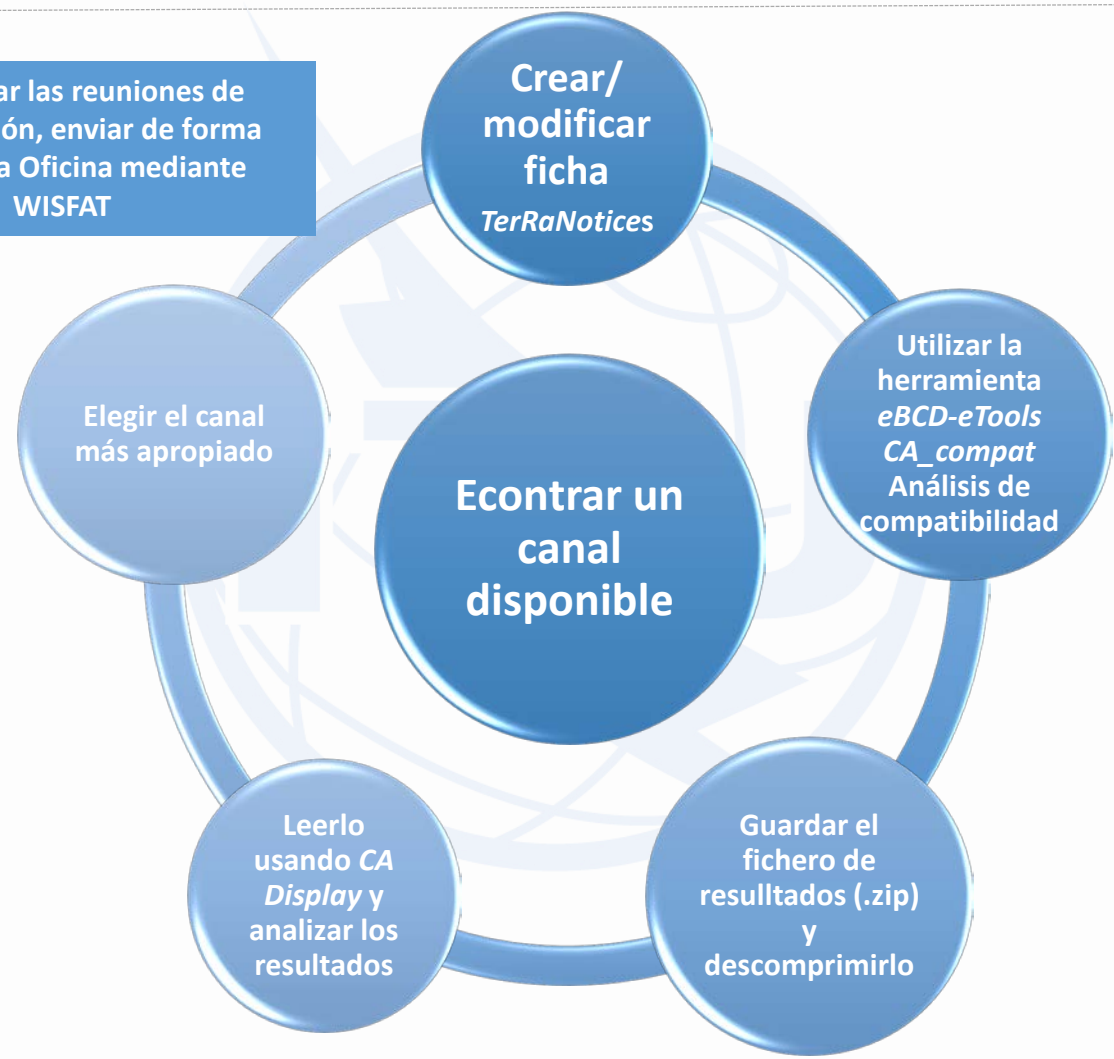 ar las reuniones de
ón, enviar de forma
a Oficina mediante
WISFAT
Crear/
modificar
ficha
TerRaNotices
Utilizar la
herramienta
eBCD-eTools
CA_compat
Análisis de
compatibilidad
Elegir el canal
más apropiado
Econtrar un
canal
disponible
Leerlo
usando CA
Display y
analizar los
resultados
Guardar el
fichero de
resulltados (.zip)
y
descomprimirlo